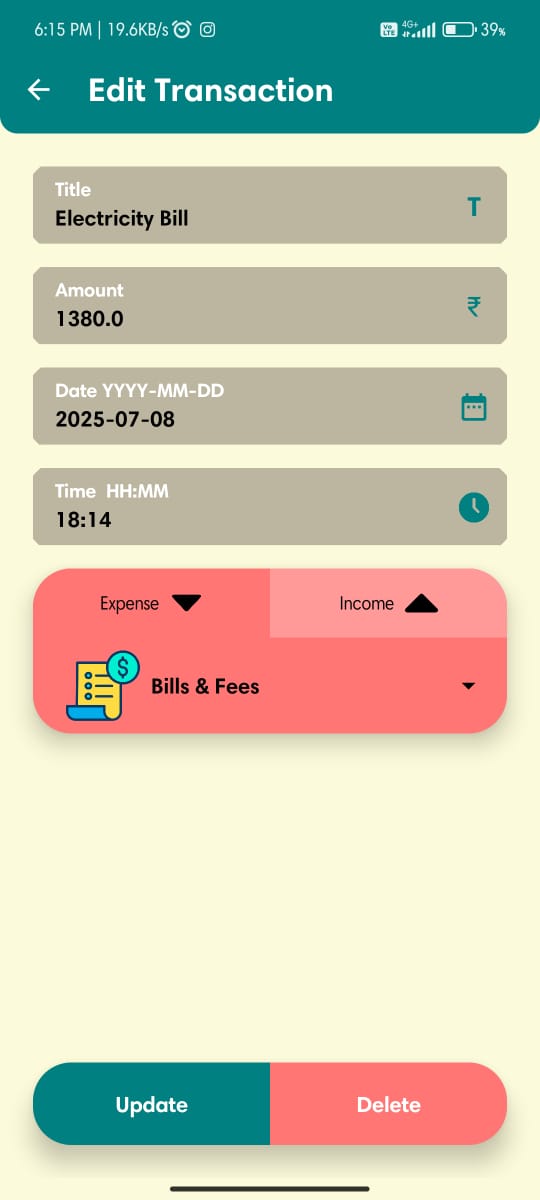 6:15 PM | 19.6KB/s Vo LTE 4G+ 39%
Edit Transaction
Title
Electricity Bill T
Amount
1380.0 ₹
Date YYYY-MM-DD
2025-07-08
Time HH:MM
18:14
Expense Income
$
Bills & Fees
Update Delete